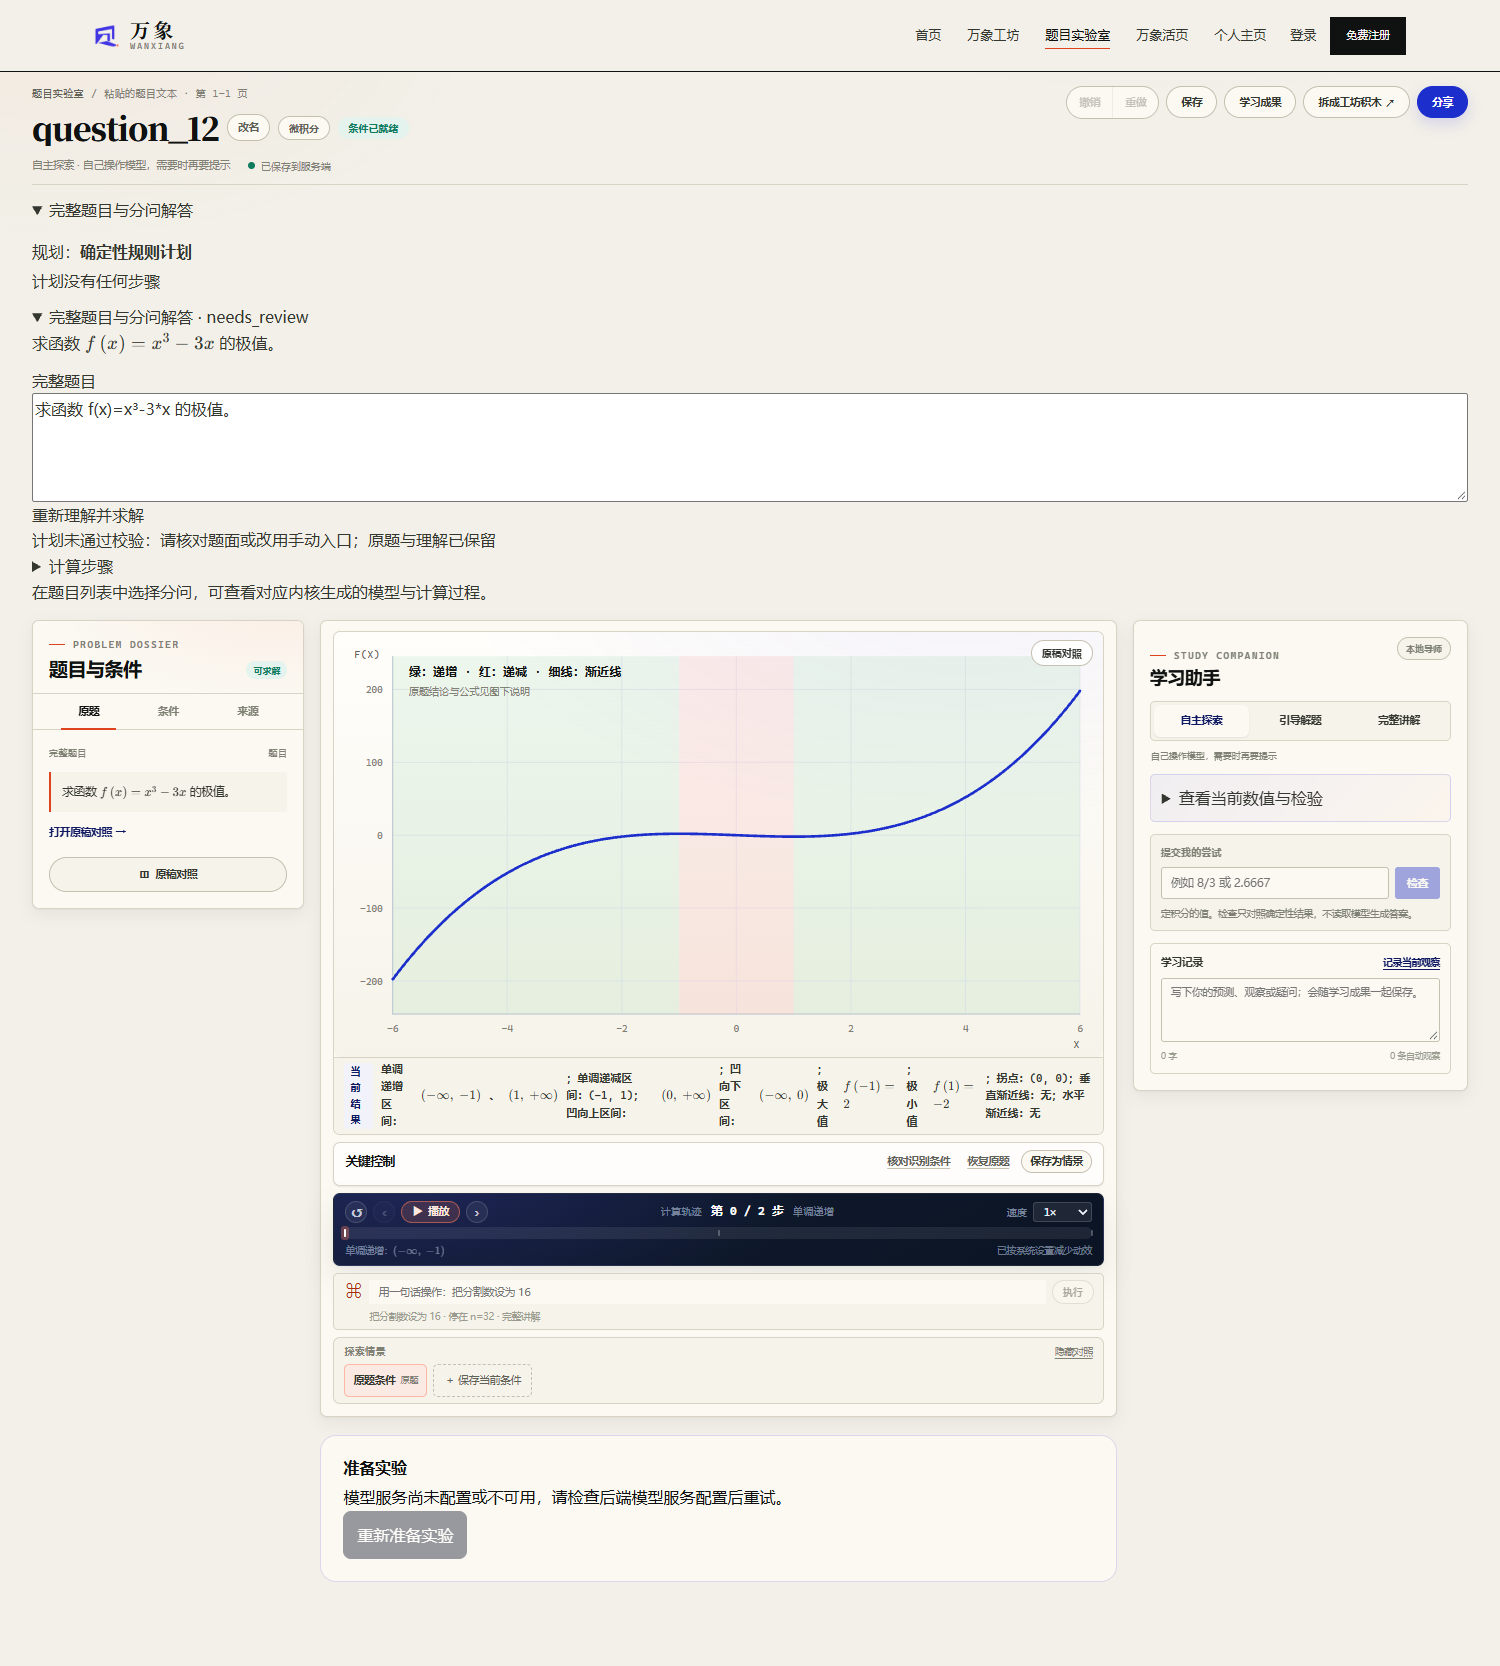 万象
WANXIANG
首页 万象工坊 题目实验室 万象活页 个人主页 登录 免费注册
题目实验室 / 粘贴的题目文本 · 第 1–1 页
撤销 重做 保存 学习成果 拆成工坊积木 ↗ 分享
question_12 改名 微积分 条件已就绪
自主探索 · 自己操作模型，需要时再要提示 ● 已保存到服务端
▼ 完整题目与分问解答
规划：确定性规则计划
计划没有任何步骤
▼ 完整题目与分问解答 · needs_review
求函数 f (x) = x³ − 3x 的极值。
完整题目
求函数 f(x)=x³-3*x 的极值。
重新理解并求解
计划未通过校验：请核对题面或改用手动入口；原题与理解已保留
▶ 计算步骤
在题目列表中选择分问，可查看对应内核生成的模型与计算过程。
PROBLEM DOSSIER
题目与条件 可求解
原题 条件 来源
完整题目 题目
求函数 f (x) = x³ − 3x 的极值。
打开原稿对照 →
原稿对照
F(X)
原稿对照
绿：递增 · 红：递减 · 细线：渐近线
原题结论与公式见图下说明
200
100
0
−100
−200
−6 −4 −2 0 2 4 6
X
当前结果
单调递增区间： (−∞, −1) 、 (1, +∞) ；单调递减区间：(−1, 1)；凹向上区间： (0, +∞) ；凹向下区间： (−∞, 0) ；极大值 f (−1) = 2 ；极小值 f (1) = −2 ；拐点：(0, 0)；垂直渐近线：无；水平渐近线：无
关键控制 核对识别条件 恢复原题 保存为情景
↺ ‹ ▶ 播放 › 计算轨迹 第 0 / 2 步 单调递增 速度 1×
单调递增：(−∞, −1) 已按系统设置减少动效
⌘ 用一句话操作：把分割数设为 16 执行
把分割数设为 16 · 停在 n=32 · 完整讲解
探索情景 隐藏对照
原题条件 原题 + 保存当前条件
准备实验
模型服务尚未配置或不可用，请检查后端模型服务配置后重试。
重新准备实验
STUDY COMPANION 本地导师
学习助手
自主探索 引导解题 完整讲解
自己操作模型，需要时再要提示
▶ 查看当前数值与检验
提交我的尝试
例如 8/3 或 2.6667 检查
定积分的值。检查只对照确定性结果，不读取模型生成答案。
学习记录 记录当前观察
写下你的预测、观察或疑问；会随学习成果一起保存。
0 字 0 条自动观察